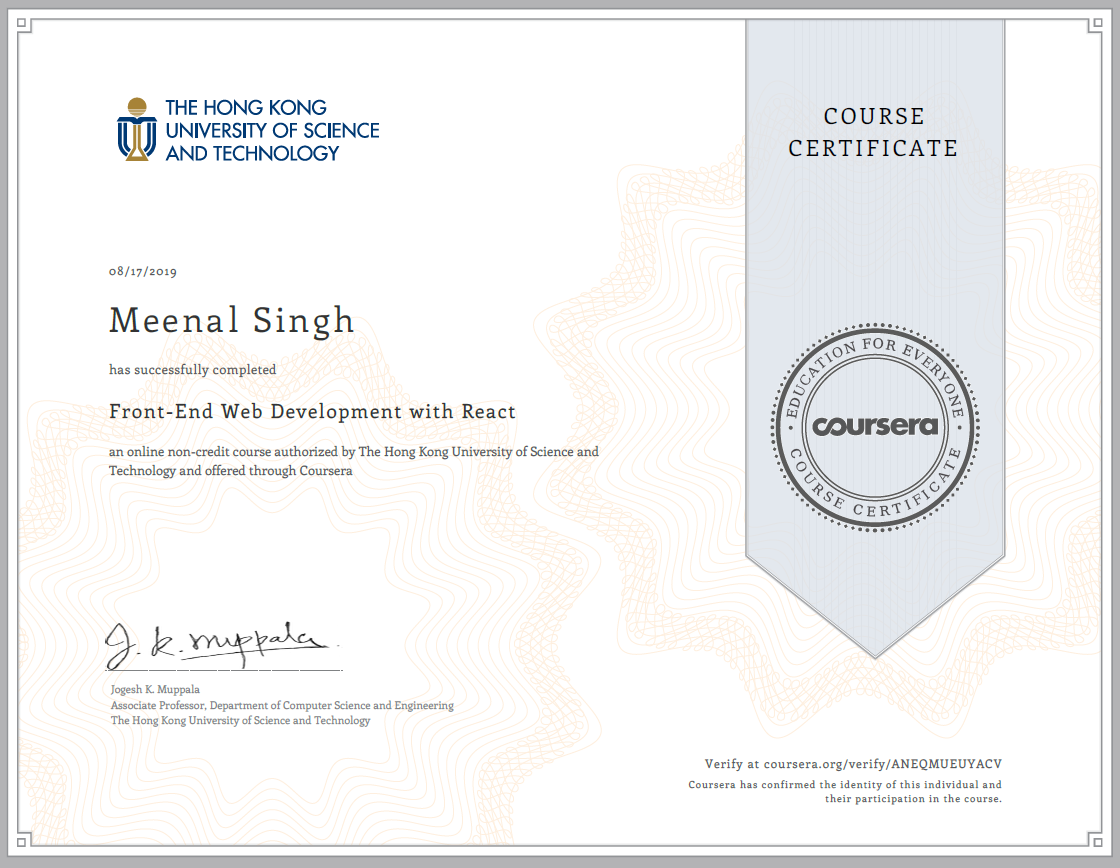 THE HONG KONG
UNIVERSITY OF SCIENCE
AND TECHNOLOGY
COURSE
CERTIFICATE
08/17/2019
Meenal Singh
has successfully completed
Front-End Web Development with React
an online non-credit course authorized by The Hong Kong University of Science and
Technology and offered through Coursera
EDUCATION FOR EVERYONE
coursera
COURSE CERTIFICATE
J. K. Muppala
Jogesh K. Muppala
Associate Professor, Department of Computer Science and Engineering
The Hong Kong University of Science and Technology
Verify at coursera.org/verify/ANEQMUEUYACV
Coursera has confirmed the identity of this individual and
their participation in the course.